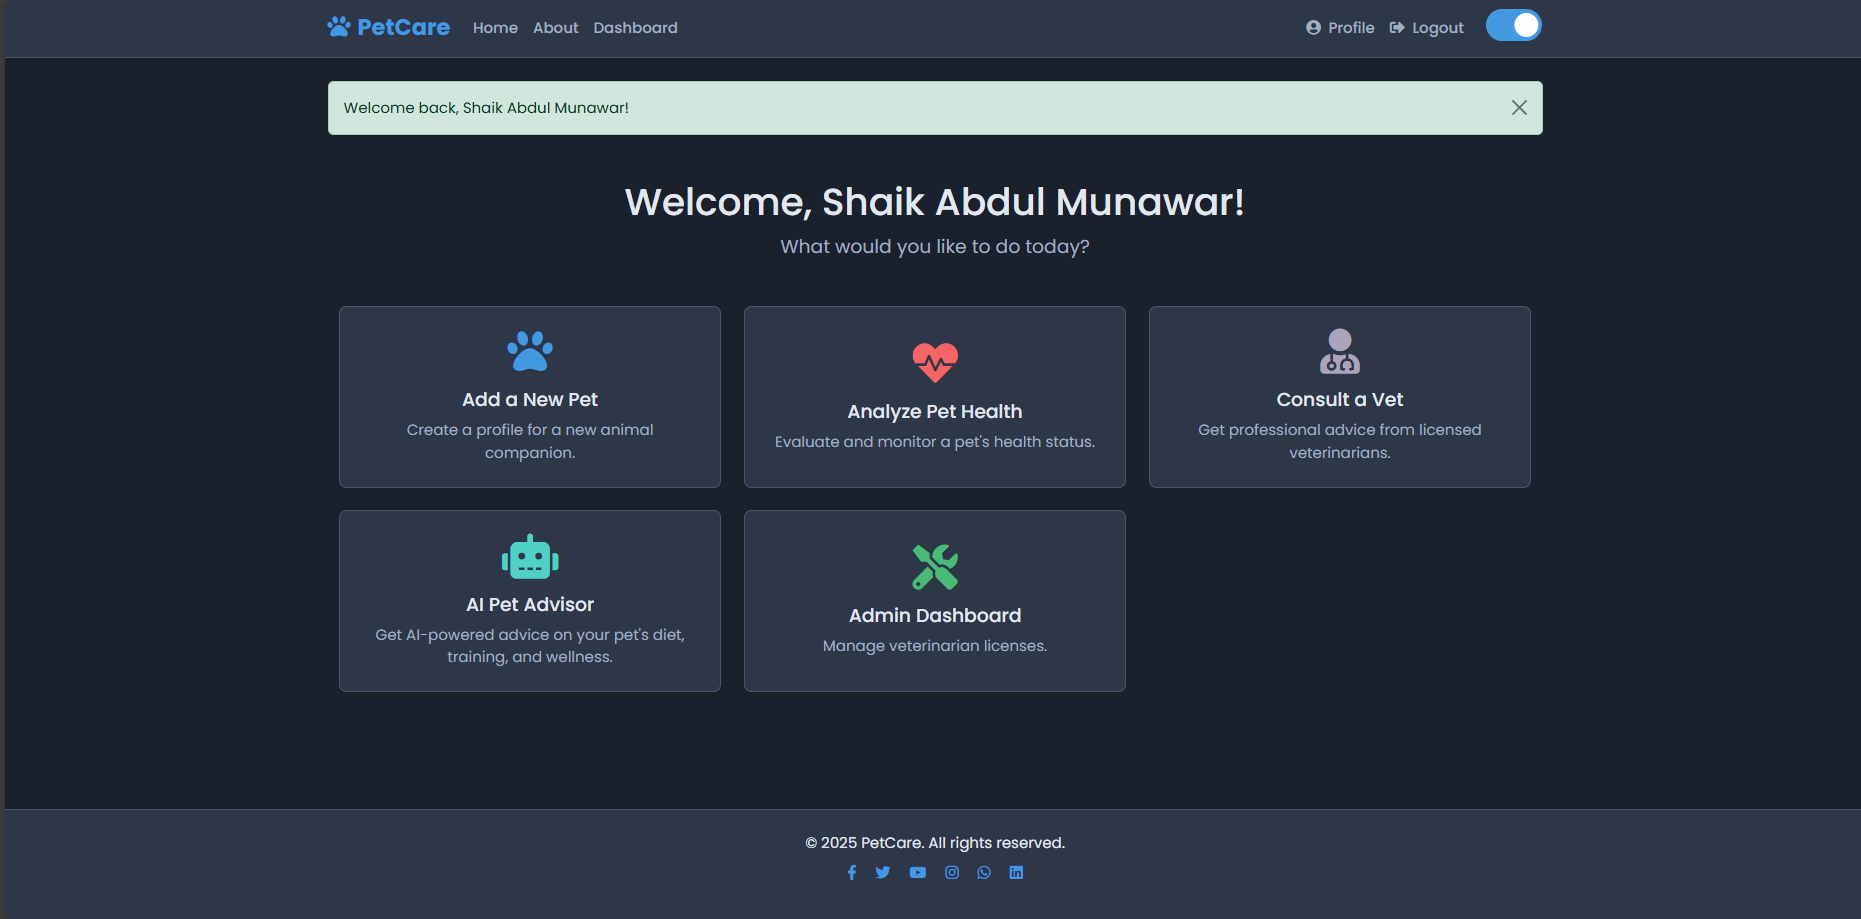 PetCare Home About Dashboard Profile Logout
Welcome back, Shaik Abdul Munawar!
Welcome, Shaik Abdul Munawar!
What would you like to do today?
Add a New Pet
Create a profile for a new animal
companion.
Analyze Pet Health
Evaluate and monitor a pet's health status.
Consult a Vet
Get professional advice from licensed
veterinarians.
AI Pet Advisor
Get AI-powered advice on your pet's diet,
training, and wellness.
Admin Dashboard
Manage veterinarian licenses.
© 2025 PetCare. All rights reserved.